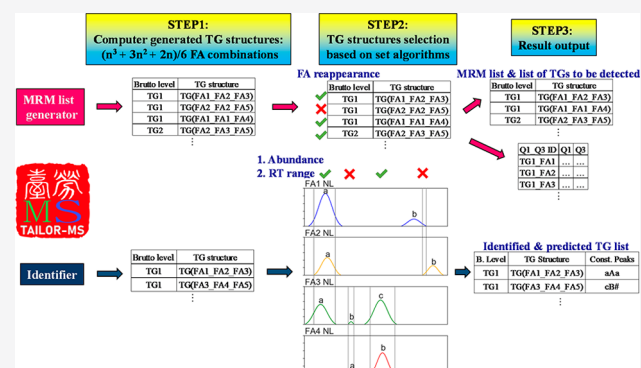 STEP1:
Computer generated TG structures:
(n³ + 3n² + 2n)/6 FA combinations
STEP2:
TG structures selection
based on set algorithms
STEP3:
Result output
MRM list
generator
Brutto level TG structure
TG1 TG(FA1_FA2_FA3)
TG1 TG(FA2_FA2_FA5)
TG1 TG(FA1_FA1_FA4)
TG2 TG(FA2_FA3_FA5)
⋮
FA reappearance
Brutto level TG structure
✓ TG1 TG(FA1_FA2_FA3)
✗ TG1 TG(FA2_FA2_FA5)
✓ TG1 TG(FA1_FA1_FA4)
✓ TG2 TG(FA2_FA3_FA5)
⋮
MRM list & list of TGs to be detected
Brutto level TG structure
TG1 TG(FA1_FA2_FA3)
TG1 TG(FA1_FA1_FA4)
TG2 TG(FA2_FA3_FA5)
⋮
Q1_Q3 ID Q1 Q3
TG1_FA1 ... ...
TG1_FA2 ... ...
TG1_FA3 ... ...
⋮
臺勞
MS
TAILOR-MS
Identifier
Brutto level TG structure
TG1 TG(FA1_FA2_FA3)
TG1 TG(FA3_FA4_FA5)
⋮
1. Abundance
2. RT range ✓ ✗ ✓ ✗
FA1 NL
a
b
FA2 NL
a
b
FA3 NL
a
b
c
FA4 NL
a
b
Identified & predicted TG list
B. Level TG Structure Const. Peaks
TG1 TG(FA1_FA2_FA3) aAa
TG1 TG(FA3_FA4_FA5) cB#
⋮